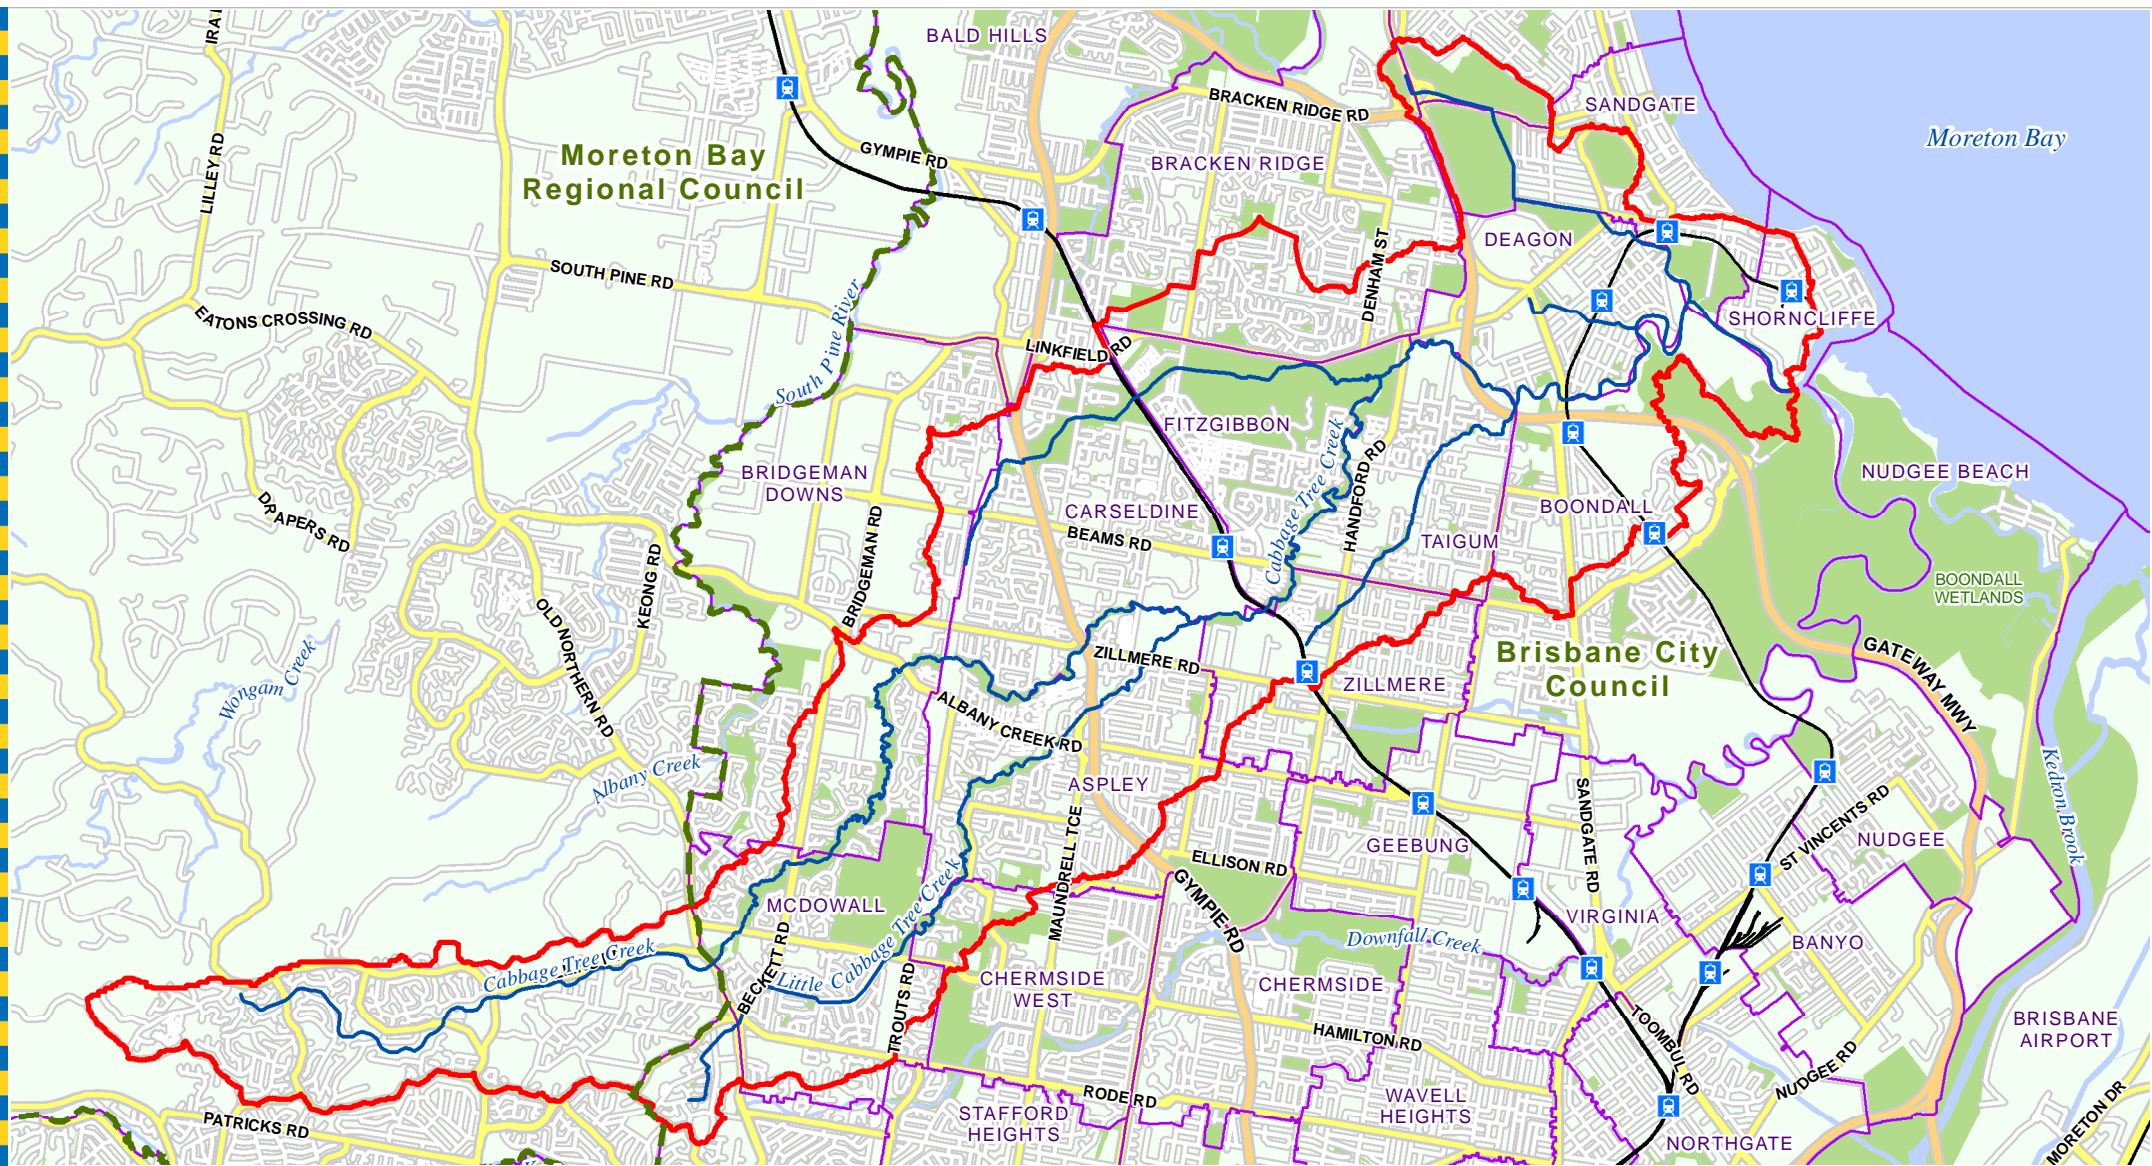 IRA
BALD HILLS
SANDGATE
BRACKEN RIDGE RD
Moreton Bay
GYMPIE RD
Moreton Bay
Regional Council
BRACKEN RIDGE
LILLEY RD
DEAGON
DENHAM ST
SOUTH PINE RD
South Pine River
EATONS CROSSING RD
SHORNCLIFFE
LINKFIELD RD
FITZGIBBON
BRIDGEMAN
DOWNS
NUDGEE BEACH
Cabbage Tree Creek
HANDFORD RD
BOONDALL
CARSELDINE
DRAPERS RD
BRIDGEMAN RD
BEAMS RD
TAIGUM
KEONG RD
BOONDALL
WETLANDS
OLD NORTHERN RD
Wongam Creek
ZILLMERE RD
Brisbane City
Council
GATEWAY MWY
ZILLMERE
ALBANY CREEK RD
Albany Creek
ASPLEY
Kedron Brook
SANDGATE RD
ST VINCENTS RD
MAUNDRELL TCE
GEEBUNG
NUDGEE
ELLISON RD
MCDOWALL
Little Cabbage Tree Creek
GYMPIE RD
VIRGINIA
Downfall Creek
BANYO
Cabbage Tree Creek
BECKETT RD
TROUTS RD
CHERMSIDE
WEST
CHERMSIDE
HAMILTON RD
TOOMBUL RD
BRISBANE
AIRPORT
NUDGEE RD
RODE RD
WAVELL
HEIGHTS
STAFFORD
HEIGHTS
PATRICKS RD
NORTHGATE
MORETON DR